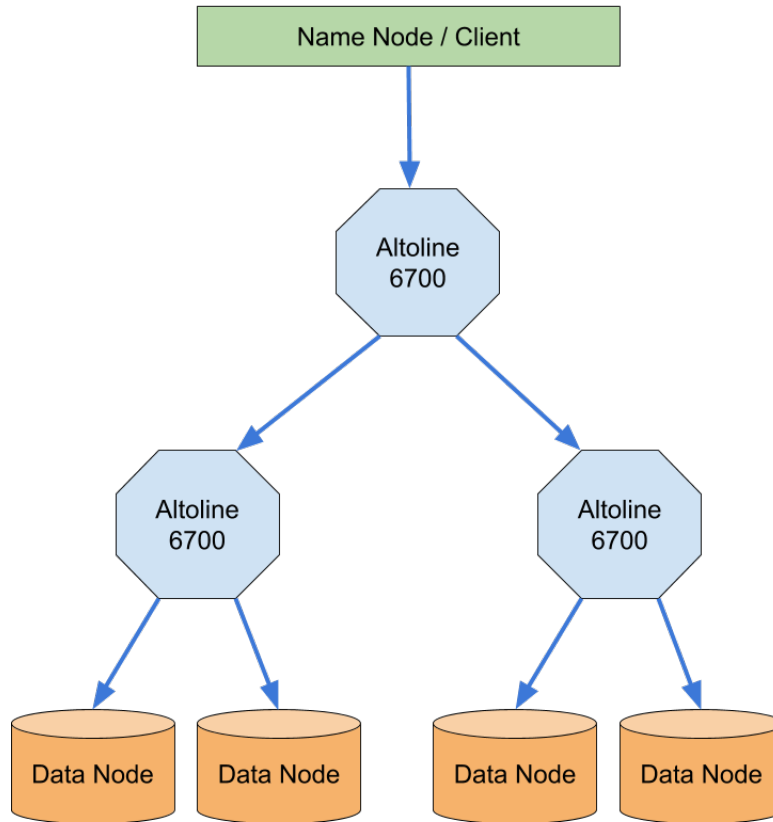 Name Node / Client
Altoline
6700
Altoline
6700
Altoline
6700
Data Node
Data Node
Data Node
Data Node